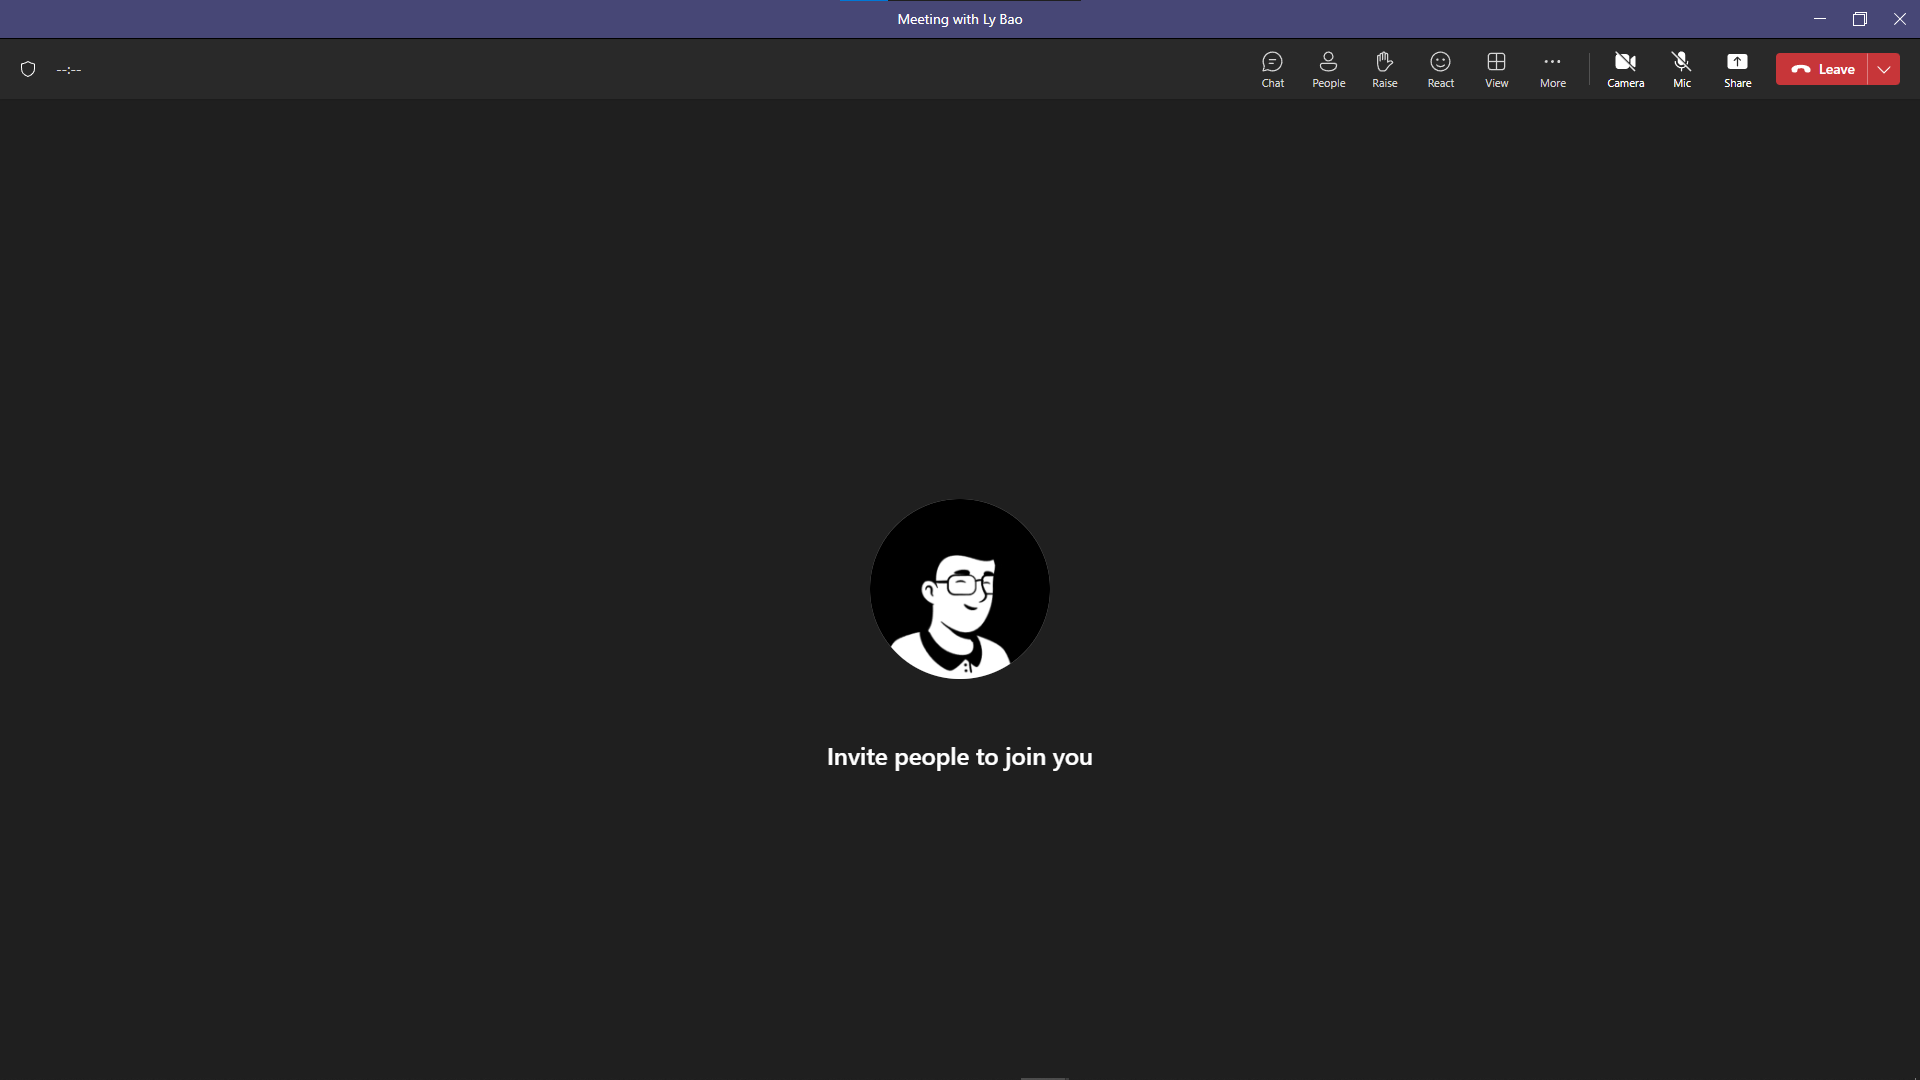 Meeting with Ly Bao
--:--
Chat
People
Raise
React
View
More
Camera
Mic
Share
Leave
Invite people to join you